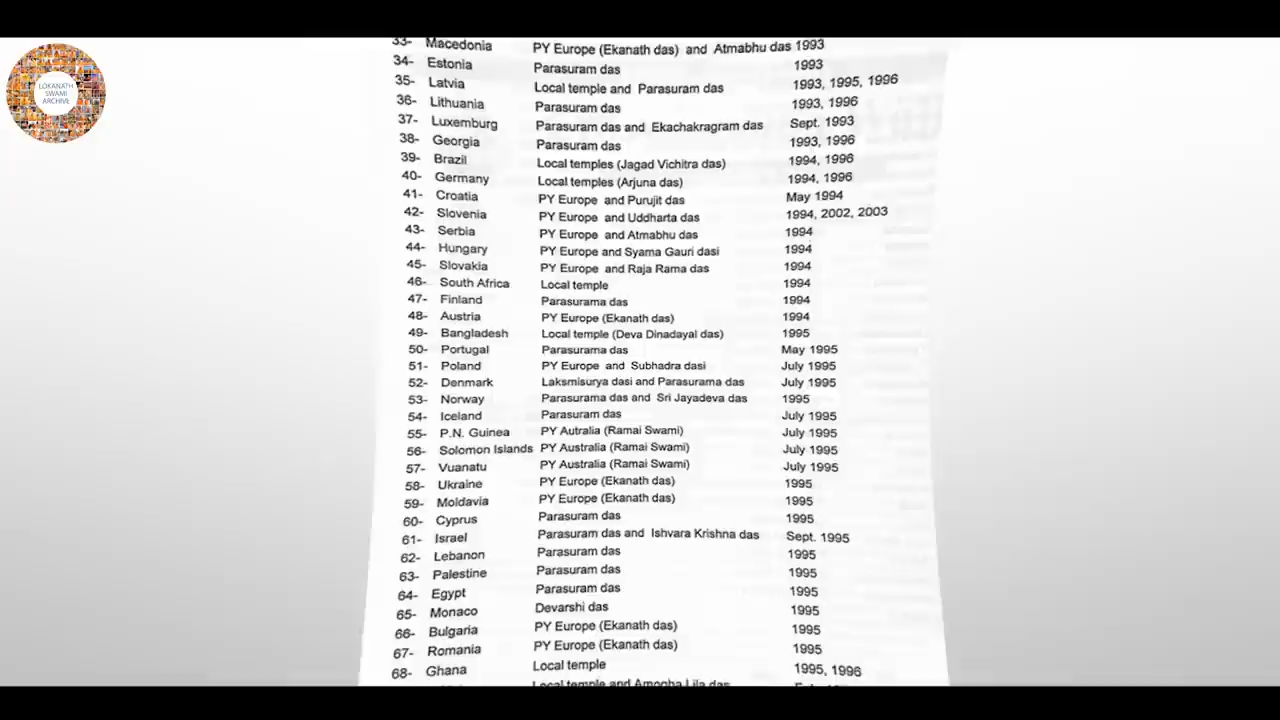 LOKANATH
SWAMI
ARCHIVE
33- Macedonia PY Europe (Ekanath das) and Atmabhu das 1993
34- Estonia Parasuram das 1993
35- Latvia Local temple and Parasuram das 1993, 1995, 1996
36- Lithuania Parasuram das 1993, 1996
37- Luxemburg Parasuram das and Ekachakragram das Sept. 1993
38- Georgia Parasuram das 1993, 1996
39- Brazil Local temples (Jagad Vichitra das) 1994, 1996
40- Germany Local temples (Arjuna das) 1994, 1996
41- Croatia PY Europe and Purujit das May 1994
42- Slovenia PY Europe and Uddharta das 1994, 2002, 2003
43- Serbia PY Europe and Atmabhu das 1994
44- Hungary PY Europe and Syama Gauri dasi 1994
45- Slovakia PY Europe and Raja Rama das 1994
46- South Africa Local temple 1994
47- Finland Parasurama das 1994
48- Austria PY Europe (Ekanath das) 1994
49- Bangladesh Local temple (Deva Dinadayal das) 1995
50- Portugal Parasurama das May 1995
51- Poland PY Europe and Subhadra dasi July 1995
52- Denmark Laksmisurya dasi and Parasurama das July 1995
53- Norway Parasurama das and Sri Jayadeva das 1995
54- Iceland Parasuram das July 1995
55- P.N. Guinea PY Autralia (Ramai Swami) July 1995
56- Solomon Islands PY Australia (Ramai Swami) July 1995
57- Vuanatu PY Australia (Ramai Swami) July 1995
58- Ukraine PY Europe (Ekanath das) 1995
59- Moldavia PY Europe (Ekanath das) 1995
60- Cyprus Parasuram das 1995
61- Israel Parasuram das and Ishvara Krishna das Sept. 1995
62- Lebanon Parasuram das 1995
63- Palestine Parasuram das 1995
64- Egypt Parasuram das 1995
65- Monaco Devarshi das 1995
66- Bulgaria PY Europe (Ekanath das) 1995
67- Romania PY Europe (Ekanath das) 1995
68- Ghana Local temple 1995, 1996
Local temple and Amogha Lila das